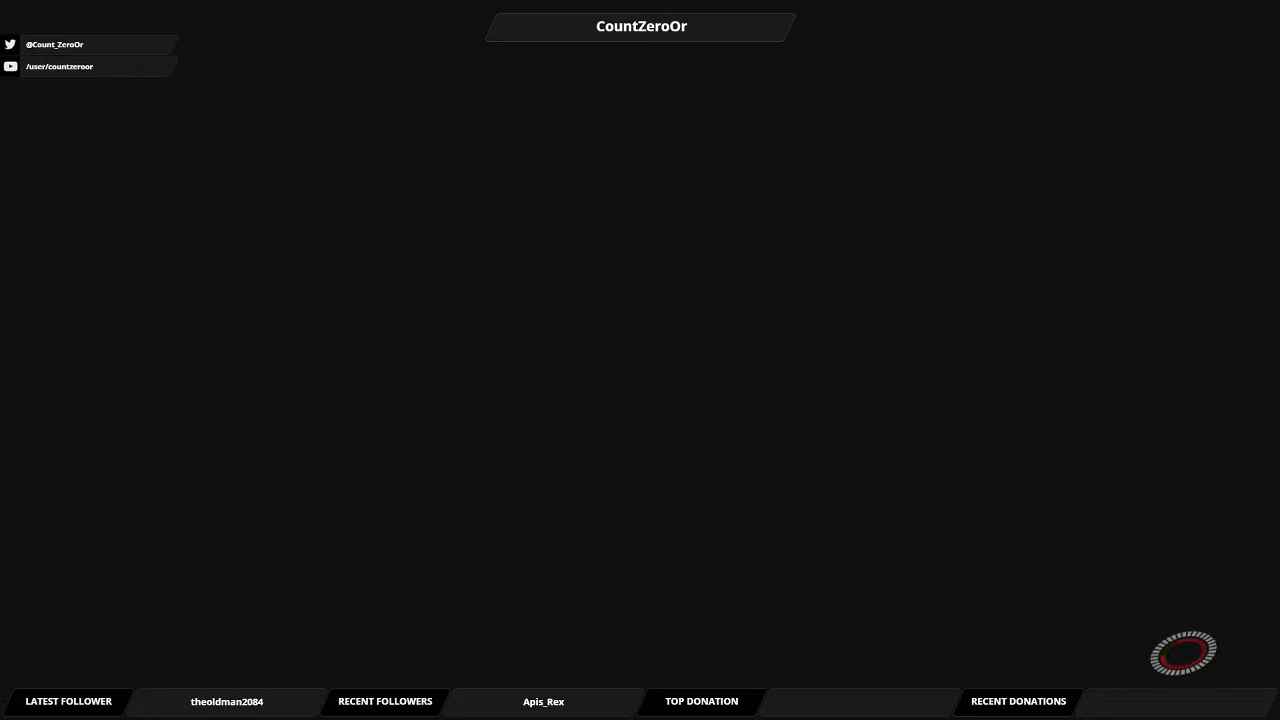 CountZeroOr
@Count_ZeroOr
/user/countzeroor
LATEST FOLLOWER
theoldman2084
RECENT FOLLOWERS
Apis_Rex
TOP DONATION
RECENT DONATIONS